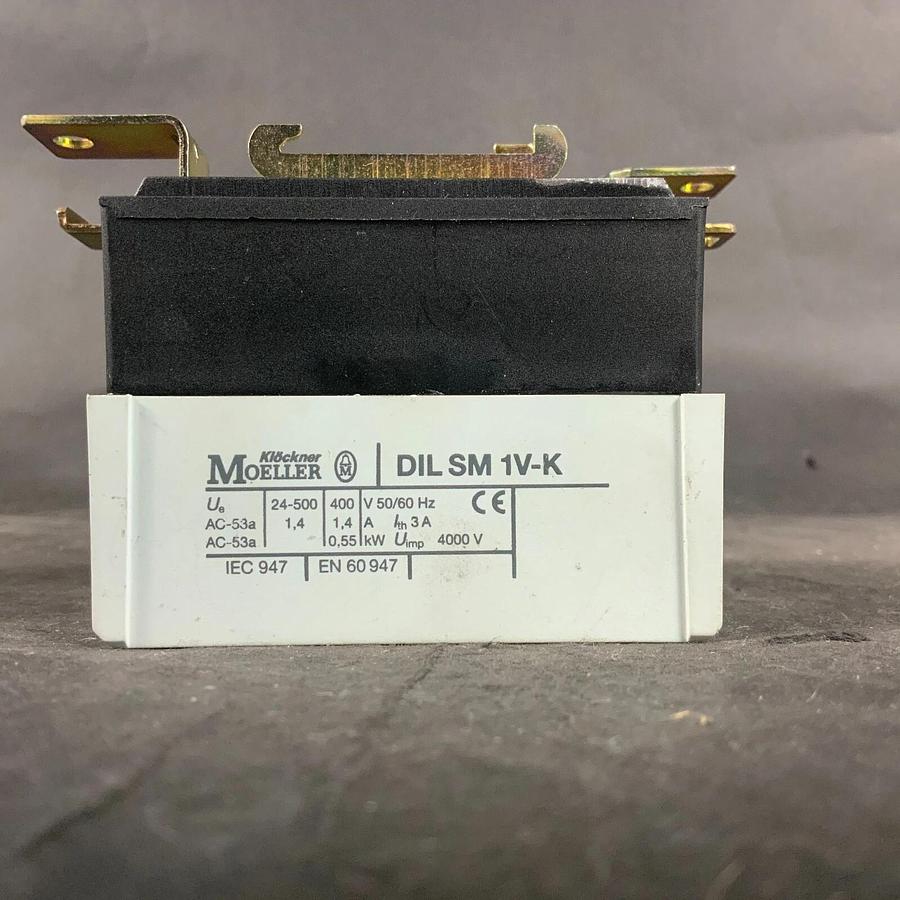 Klöckner
MOELLER M DIL SM 1V-K
Ue 24-500 400 V 50/60 Hz CE
AC-53a 1,4 1,4 A Ith 3 A
AC-53a 0,55 kW Uimp 4000 V
IEC 947 EN 60 947